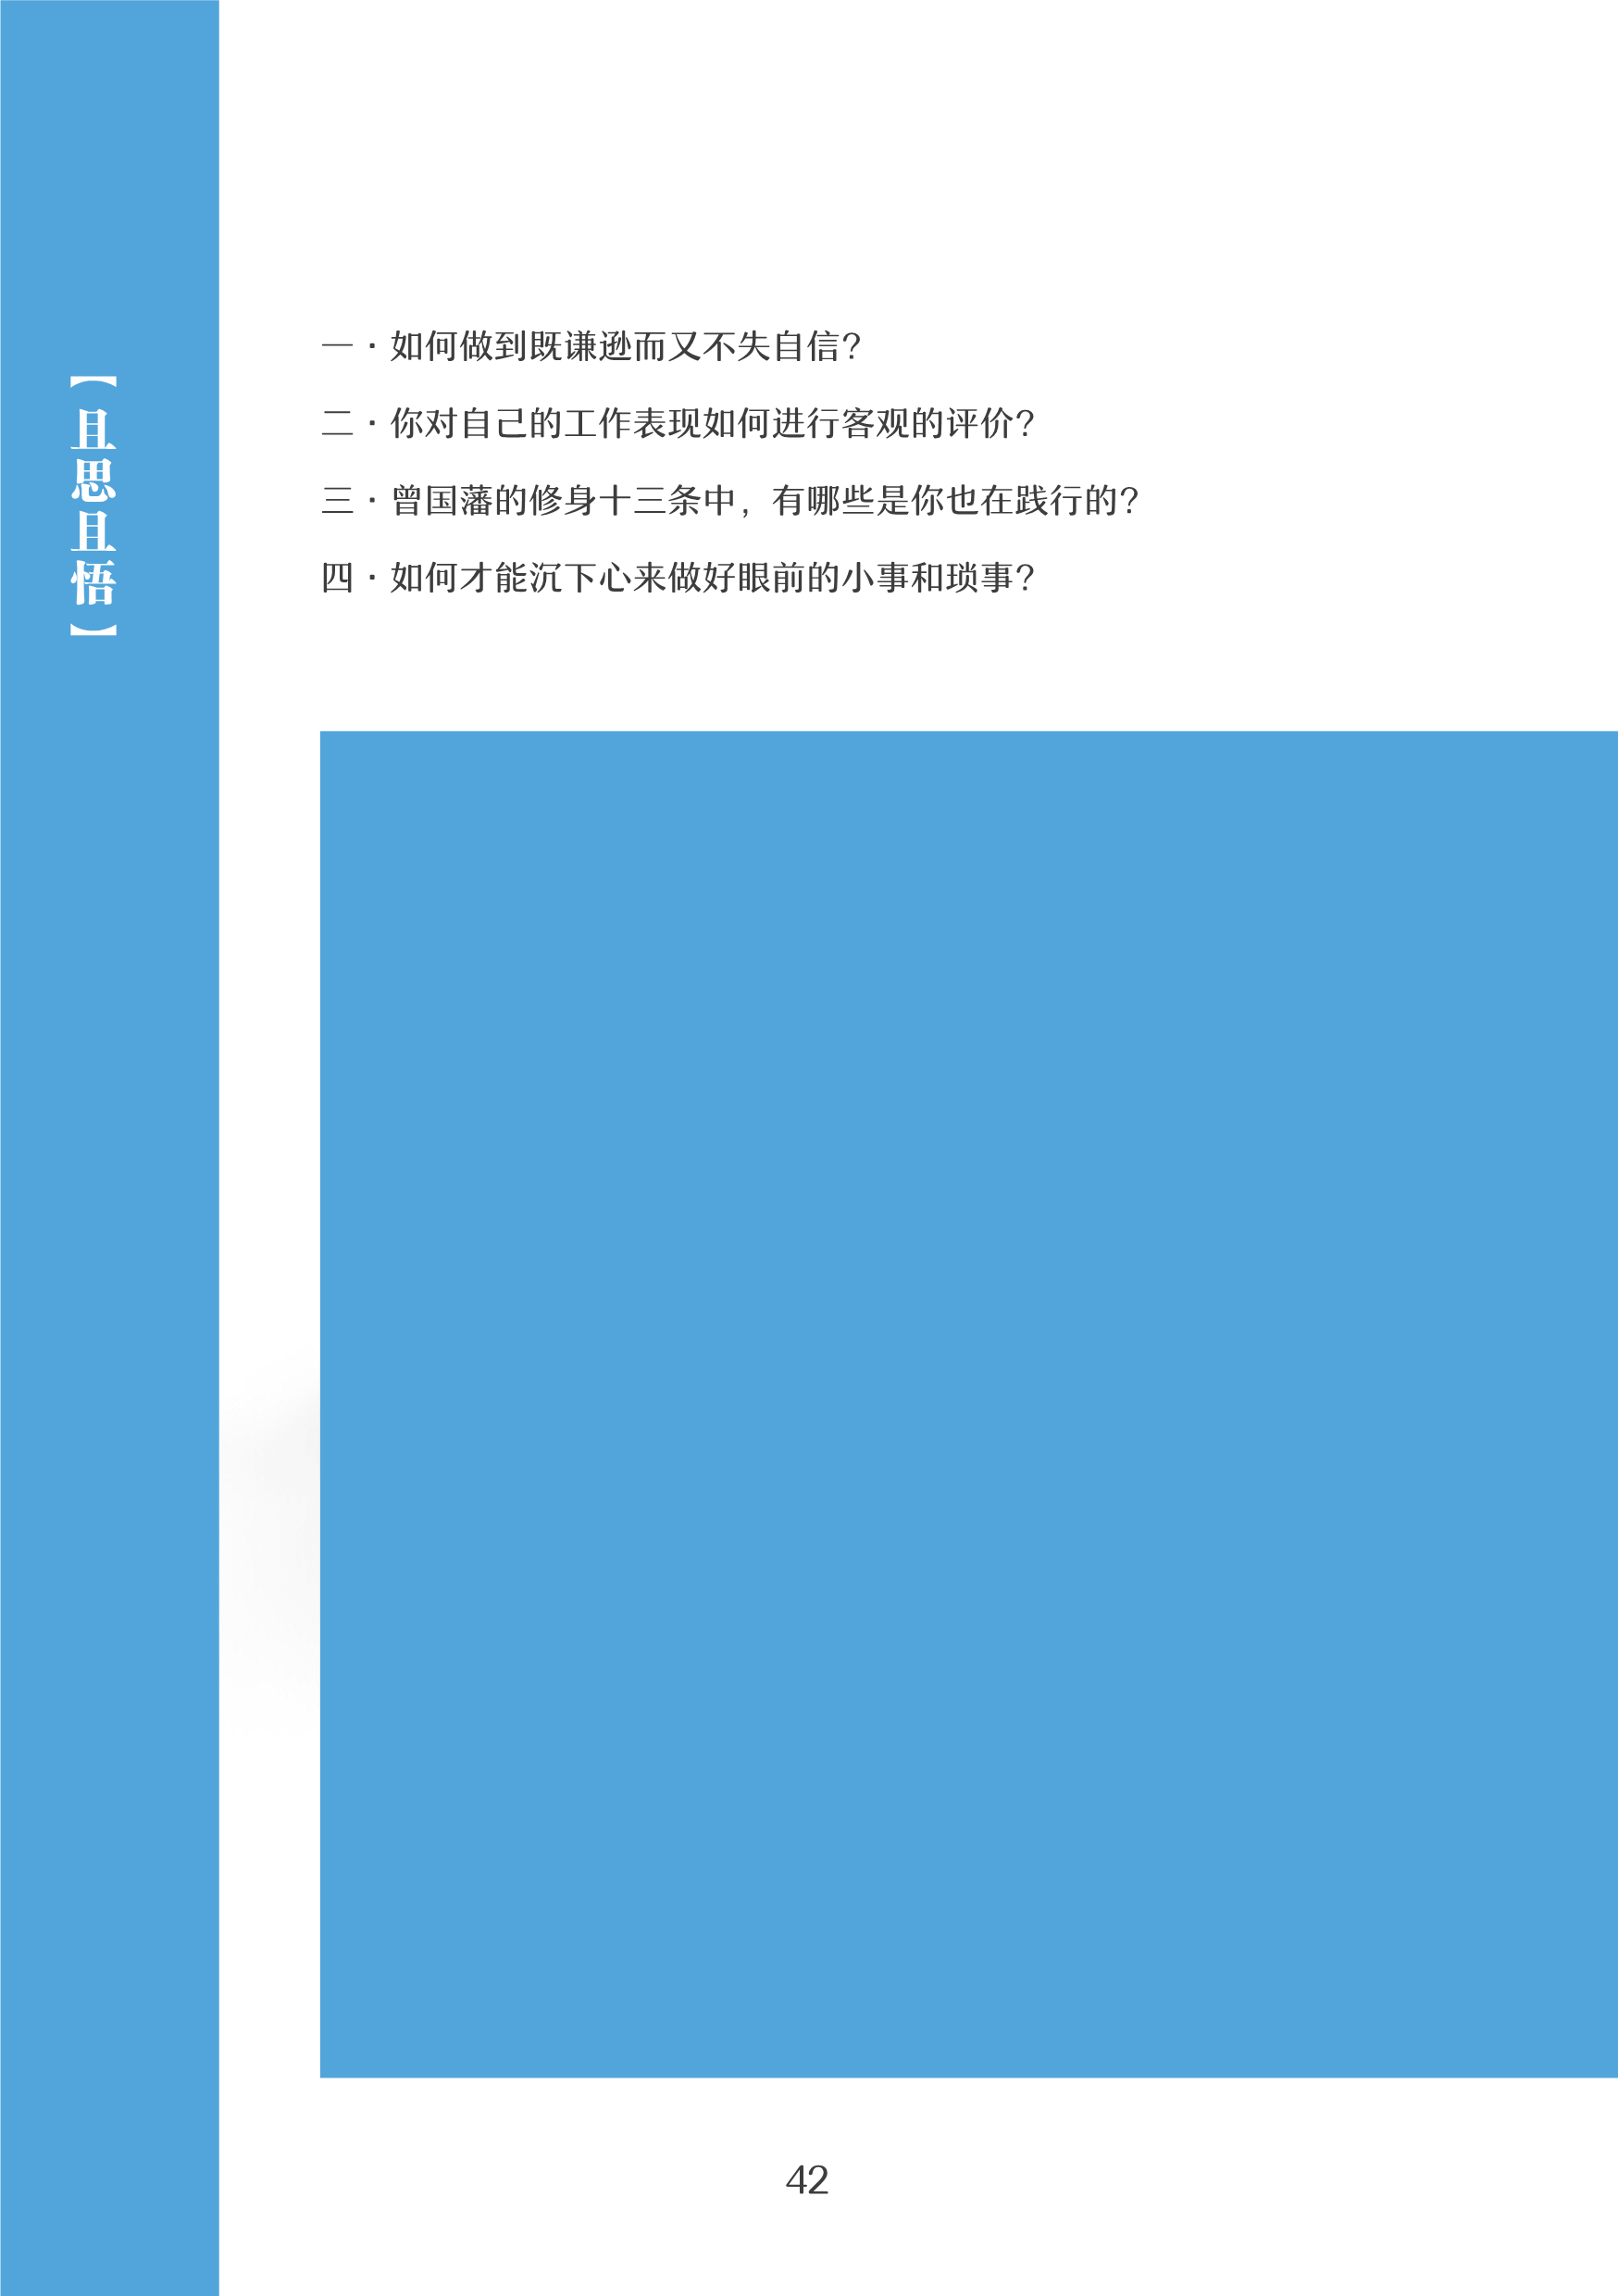 【且思且悟】
一·如何做到既谦逊而又不失自信？
二·你对自己的工作表现如何进行客观的评价？
三·曾国藩的修身十三条中，有哪些是你也在践行的？
四·如何才能沉下心来做好眼前的小事和琐事？
42